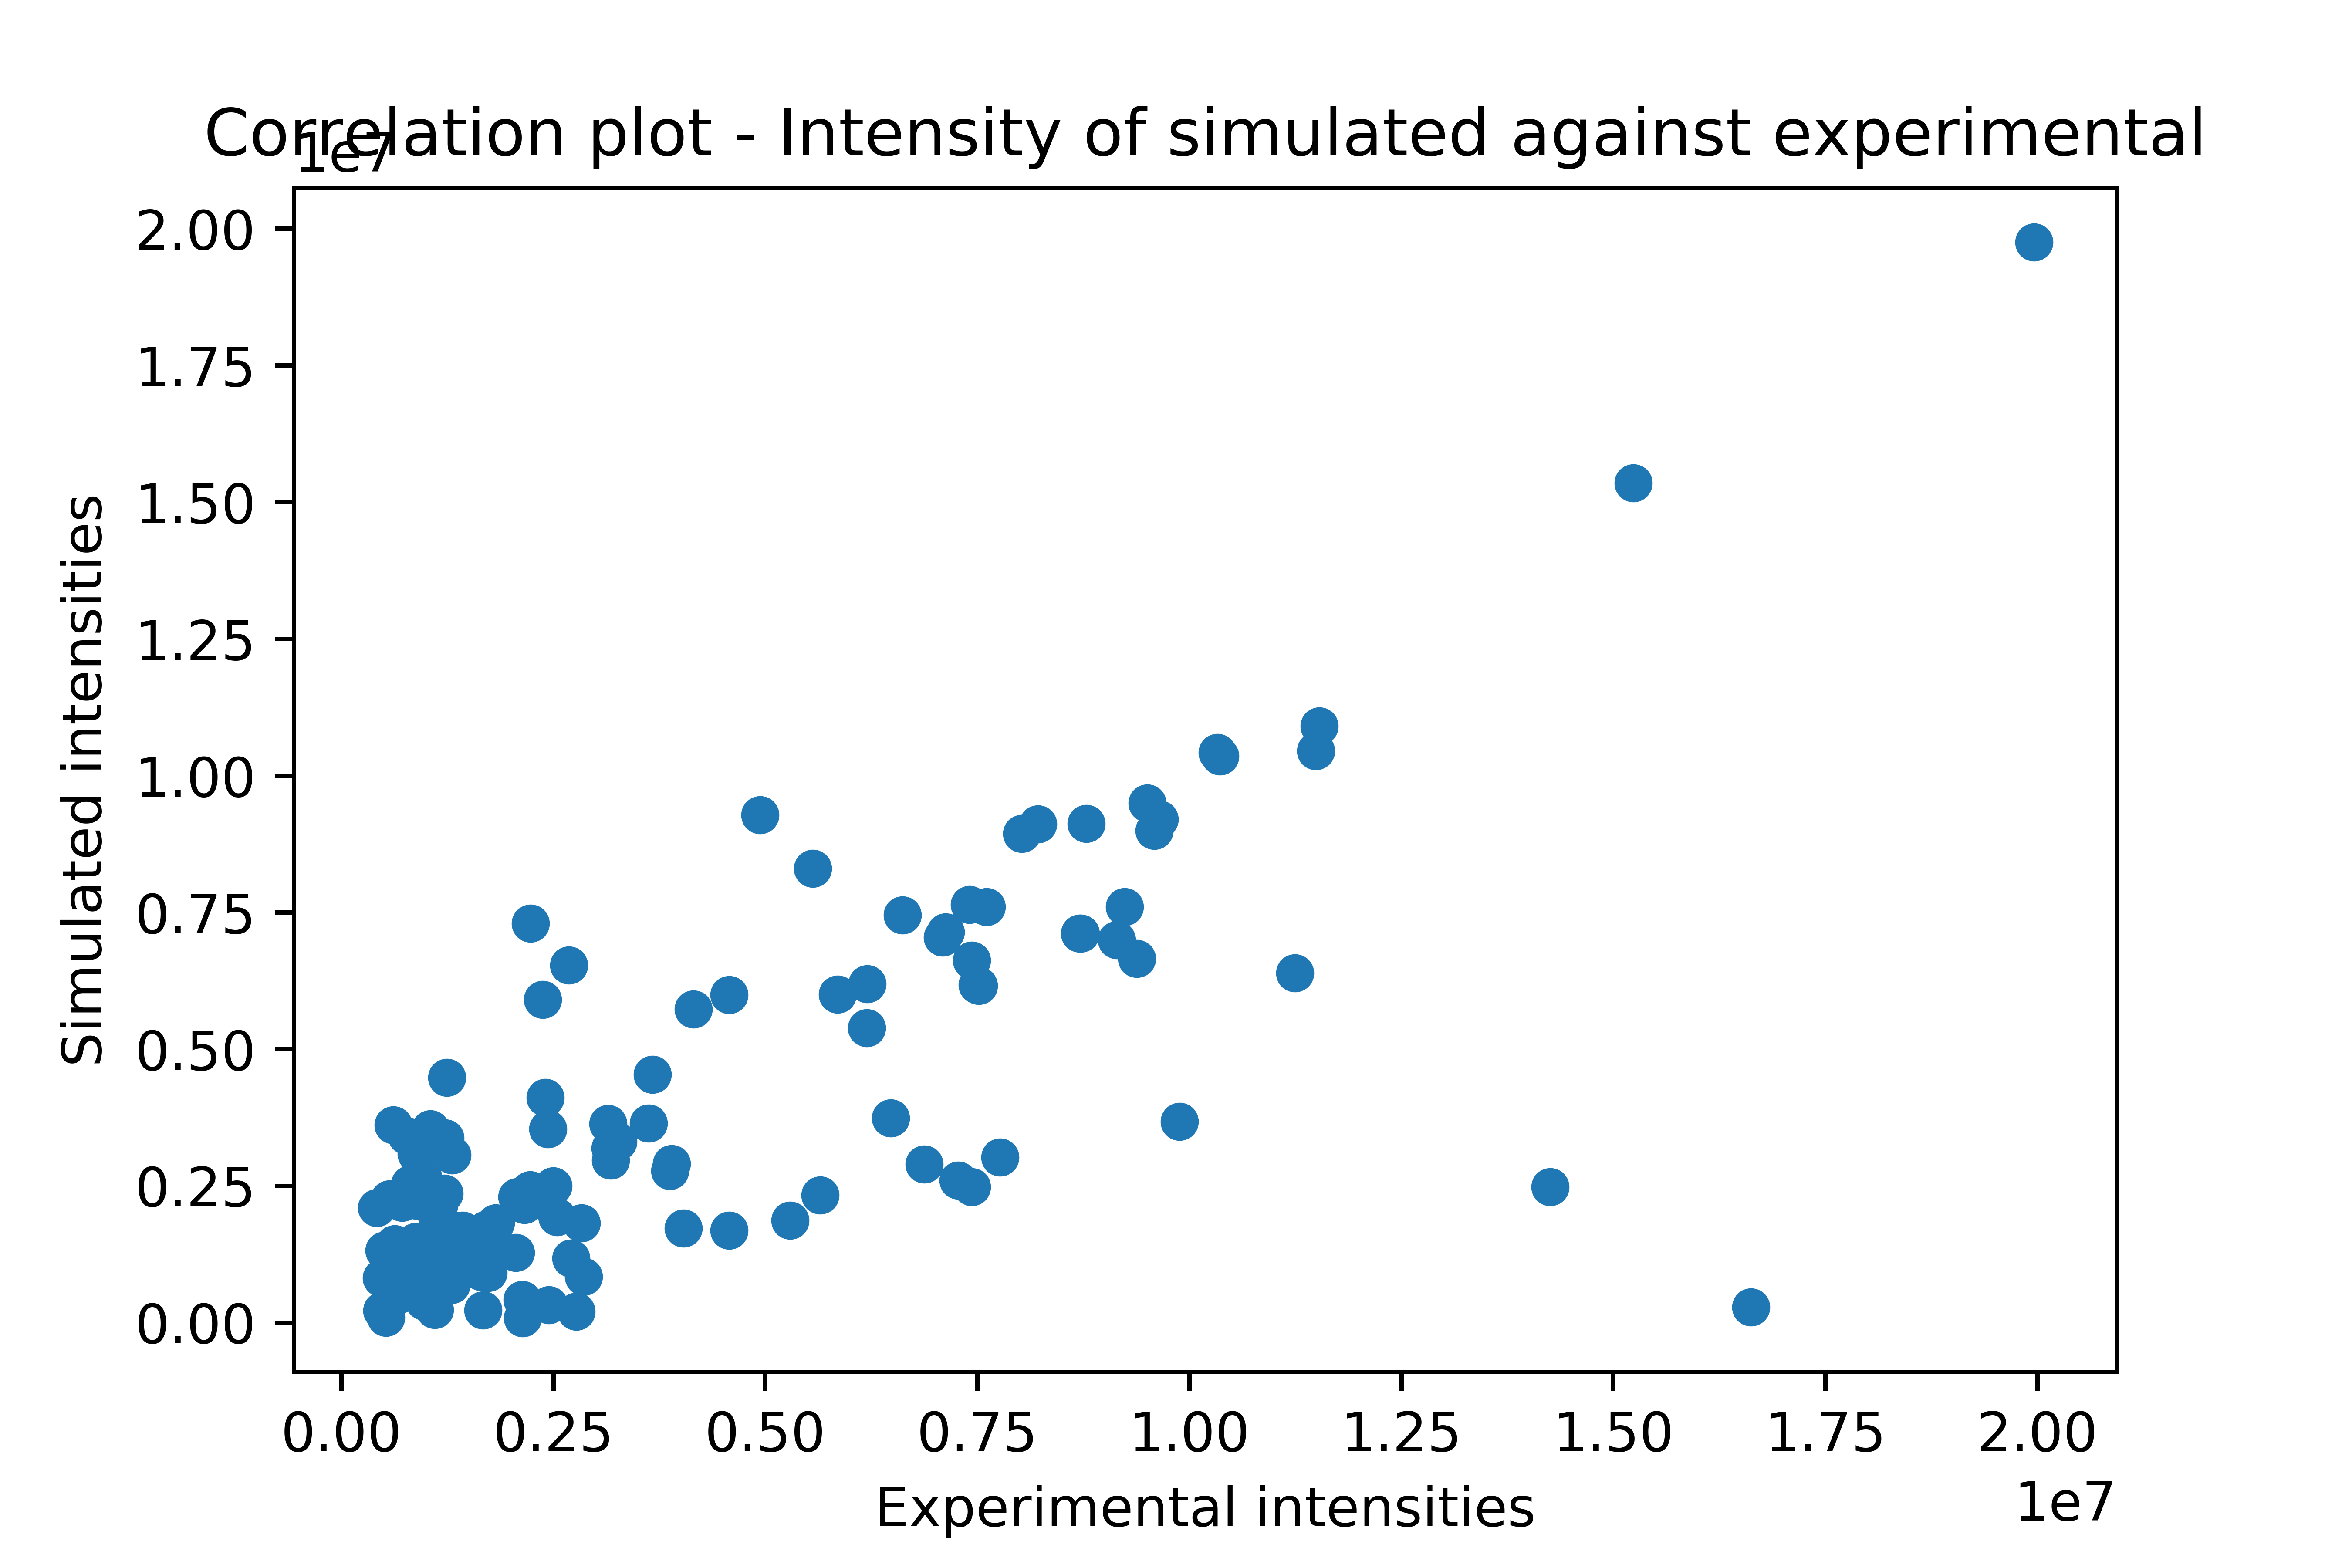 Correlation plot - Intensity of simulated against experimental
1e7
2.00
1.75
1.50
1.25
1.00
0.75
0.50
0.25
0.00
Simulated intensities
0.00 0.25 0.50 0.75 1.00 1.25 1.50 1.75 2.00
1e7
Experimental intensities